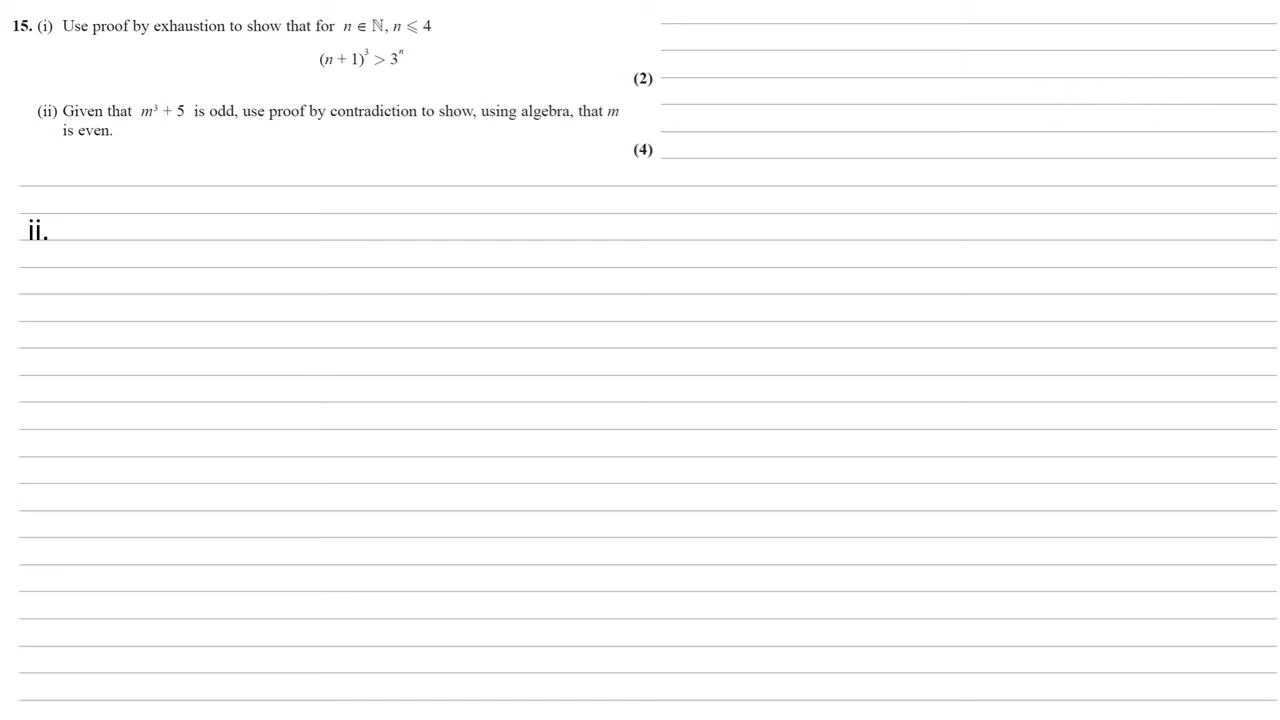 15. (i) Use proof by exhaustion to show that for n ∈ ℕ, n ⩽ 4
(n + 1)³ > 3ⁿ
(2)
(ii) Given that m³ + 5 is odd, use proof by contradiction to show, using algebra, that m
is even.
(4)
ii.